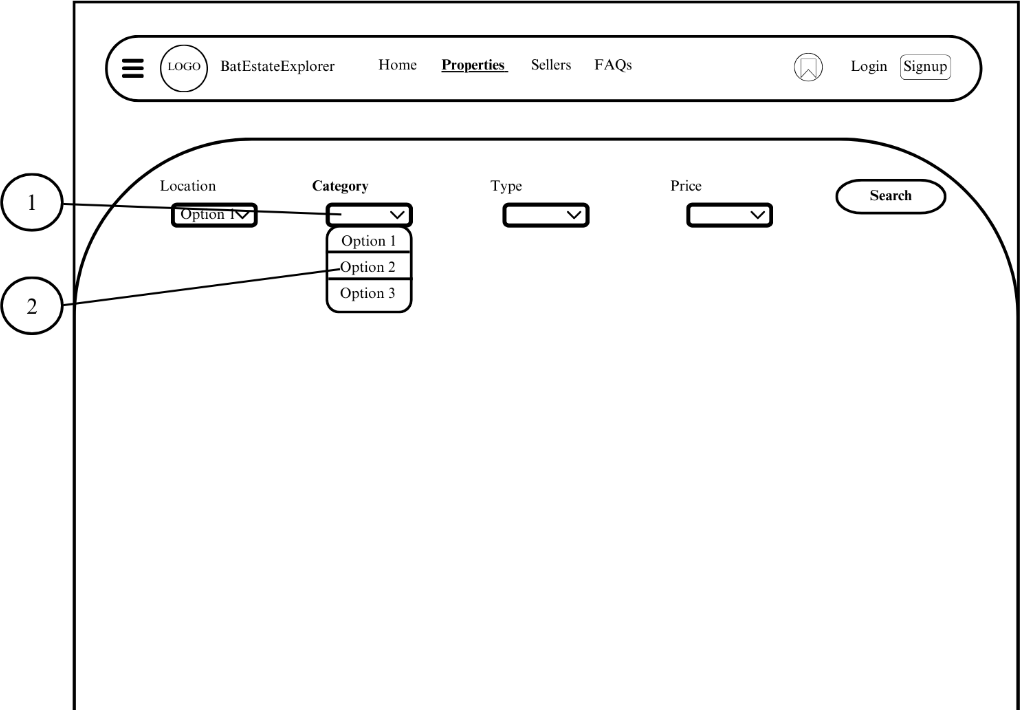 LOGO BatEstateExplorer Home Properties Sellers FAQs Login Signup
Location Category Type Price Search
1 Option 1
Option 1
2 Option 2
Option 3